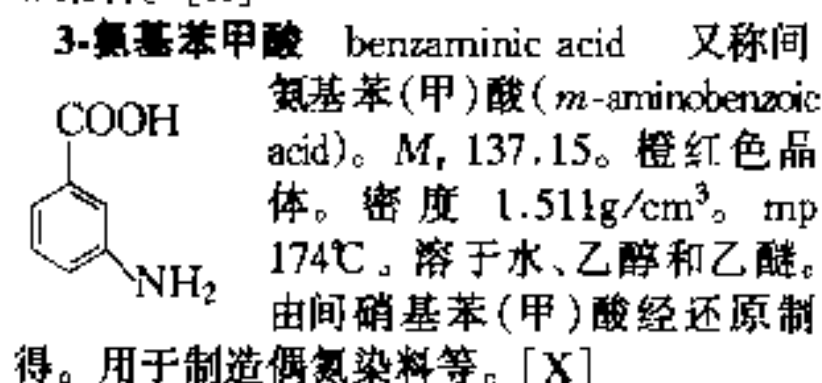 3-氨基苯甲酸 benzaminic acid 又称间
氨基苯(甲)酸(m-aminobenzoic
COOH
acid)。Mr 137.15。橙红色晶
体。密度 1.511g/cm³。mp
174℃。溶于水、乙醇和乙醚。
NH₂
由间硝基苯(甲)酸经还原制
得。用于制造偶氮染料等。[X]